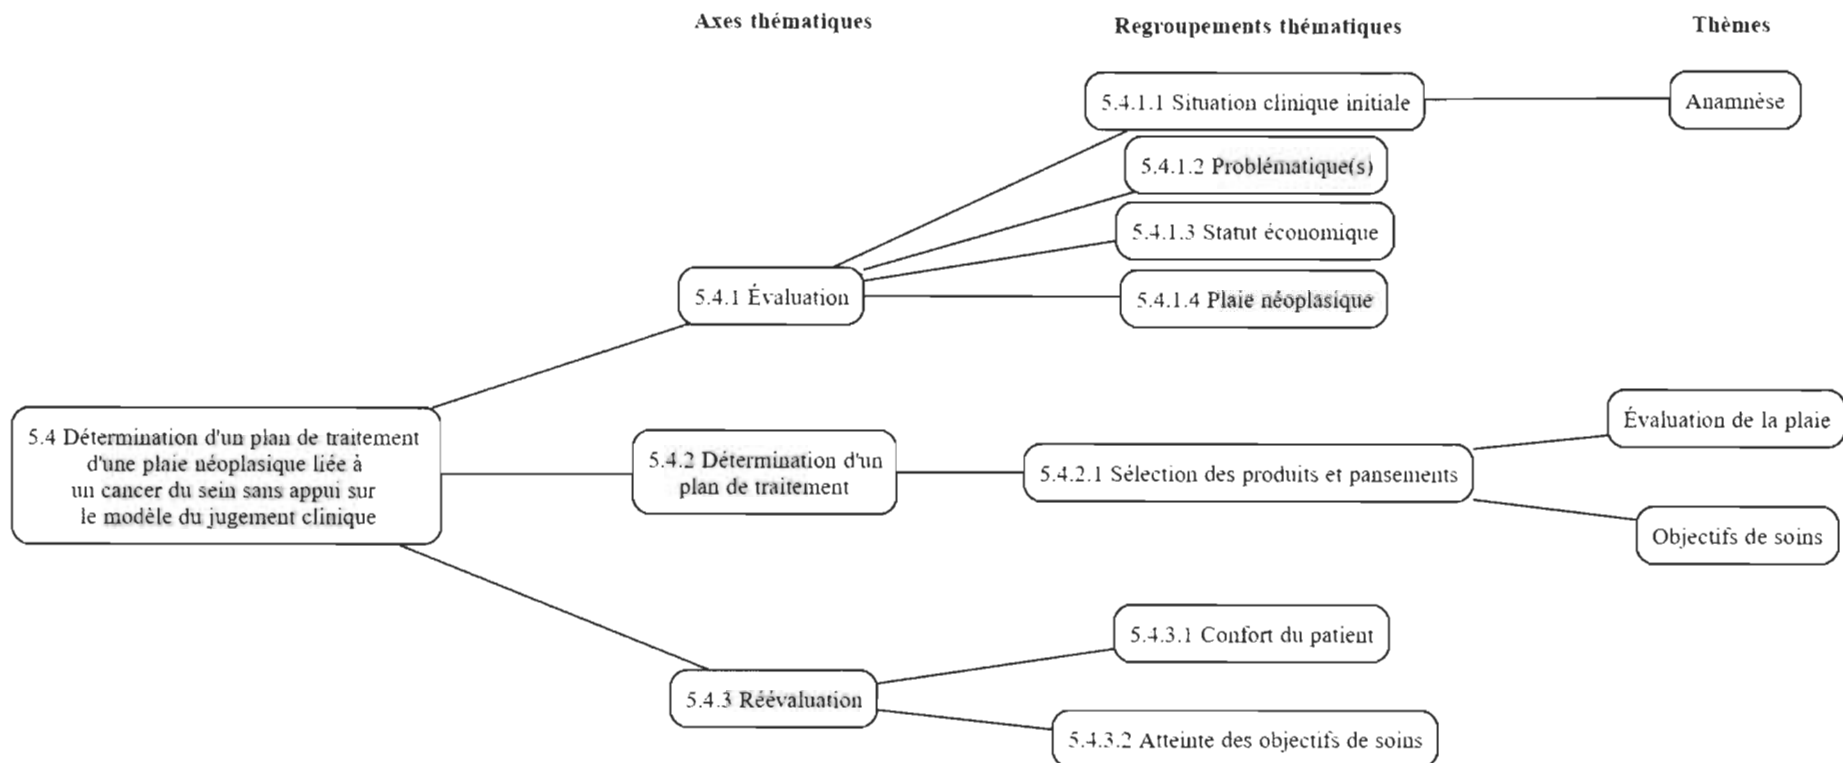 Axes thématiques
Regroupements thématiques
Thèmes
5.4.1.1 Situation clinique initiale
Anamnèse
5.4.1.2 Problématique(s)
5.4.1.3 Statut économique
5.4.1 Évaluation
5.4.1.4 Plaie néoplasique
5.4 Détermination d'un plan de traitement
d'une plaie néoplasique liée à
un cancer du sein sans appui sur
le modèle du jugement clinique
5.4.2 Détermination d'un
plan de traitement
5.4.2.1 Sélection des produits et pansements
Évaluation de la plaie
Objectifs de soins
5.4.3 Réévaluation
5.4.3.1 Confort du patient
5.4.3.2 Atteinte des objectifs de soins